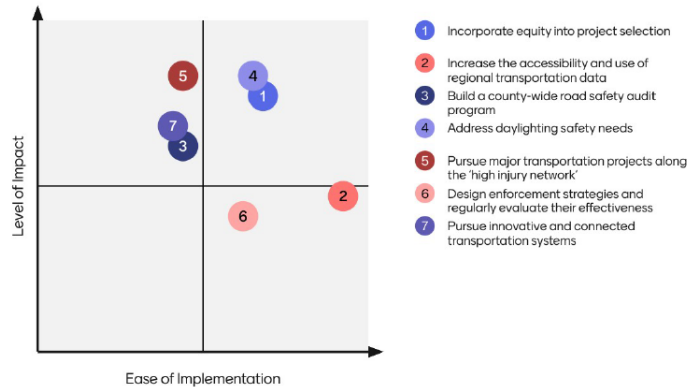 Level of Impact
5
4
1
7
3
2
6
Ease of Implementation
1 Incorporate equity into project selection
2 Increase the accessibility and use of
regional transportation data
3 Build a county-wide road safety audit
program
4 Address daylighting safety needs
5 Pursue major transportation projects along
the 'high injury network'
6 Design enforcement strategies and
regularly evaluate their effectiveness
7 Pursue innovative and connected
transportation systems